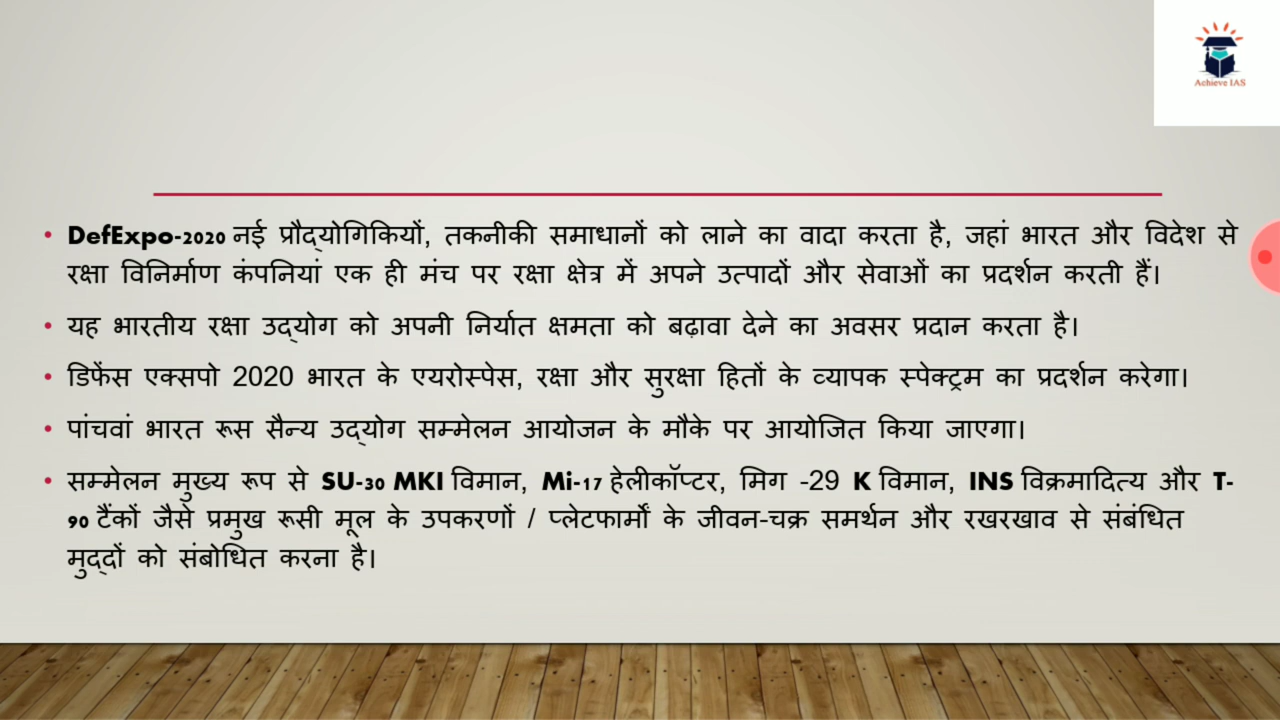 Achieve IAS
• DefExpo-2020 नई प्रौद्योगिकियों, तकनीकी समाधानों को लाने का वादा करता है, जहां भारत और विदेश से
रक्षा विनिर्माण कंपनियां एक ही मंच पर रक्षा क्षेत्र में अपने उत्पादों और सेवाओं का प्रदर्शन करती हैं।
• यह भारतीय रक्षा उद्योग को अपनी निर्यात क्षमता को बढ़ावा देने का अवसर प्रदान करता है।
• डिफेंस एक्सपो 2020 भारत के एयरोस्पेस, रक्षा और सुरक्षा हितों के व्यापक स्पेक्ट्रम का प्रदर्शन करेगा।
• पांचवां भारत रूस सैन्य उद्योग सम्मेलन आयोजन के मौके पर आयोजित किया जाएगा।
• सम्मेलन मुख्य रूप से SU-30 MKI विमान, Mi-17 हेलीकॉप्टर, मिग -29 K विमान, INS विक्रमादित्य और T-
90 टैंकों जैसे प्रमुख रूसी मूल के उपकरणों / प्लेटफार्मों के जीवन-चक्र समर्थन और रखरखाव से संबंधित
मुद्दों को संबोधित करना है।